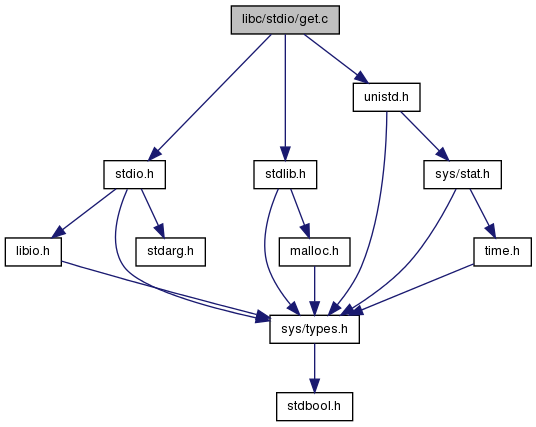 libc/stdio/get.c
unistd.h
stdio.h
stdlib.h
sys/stat.h
libio.h
stdarg.h
malloc.h
time.h
sys/types.h
stdbool.h